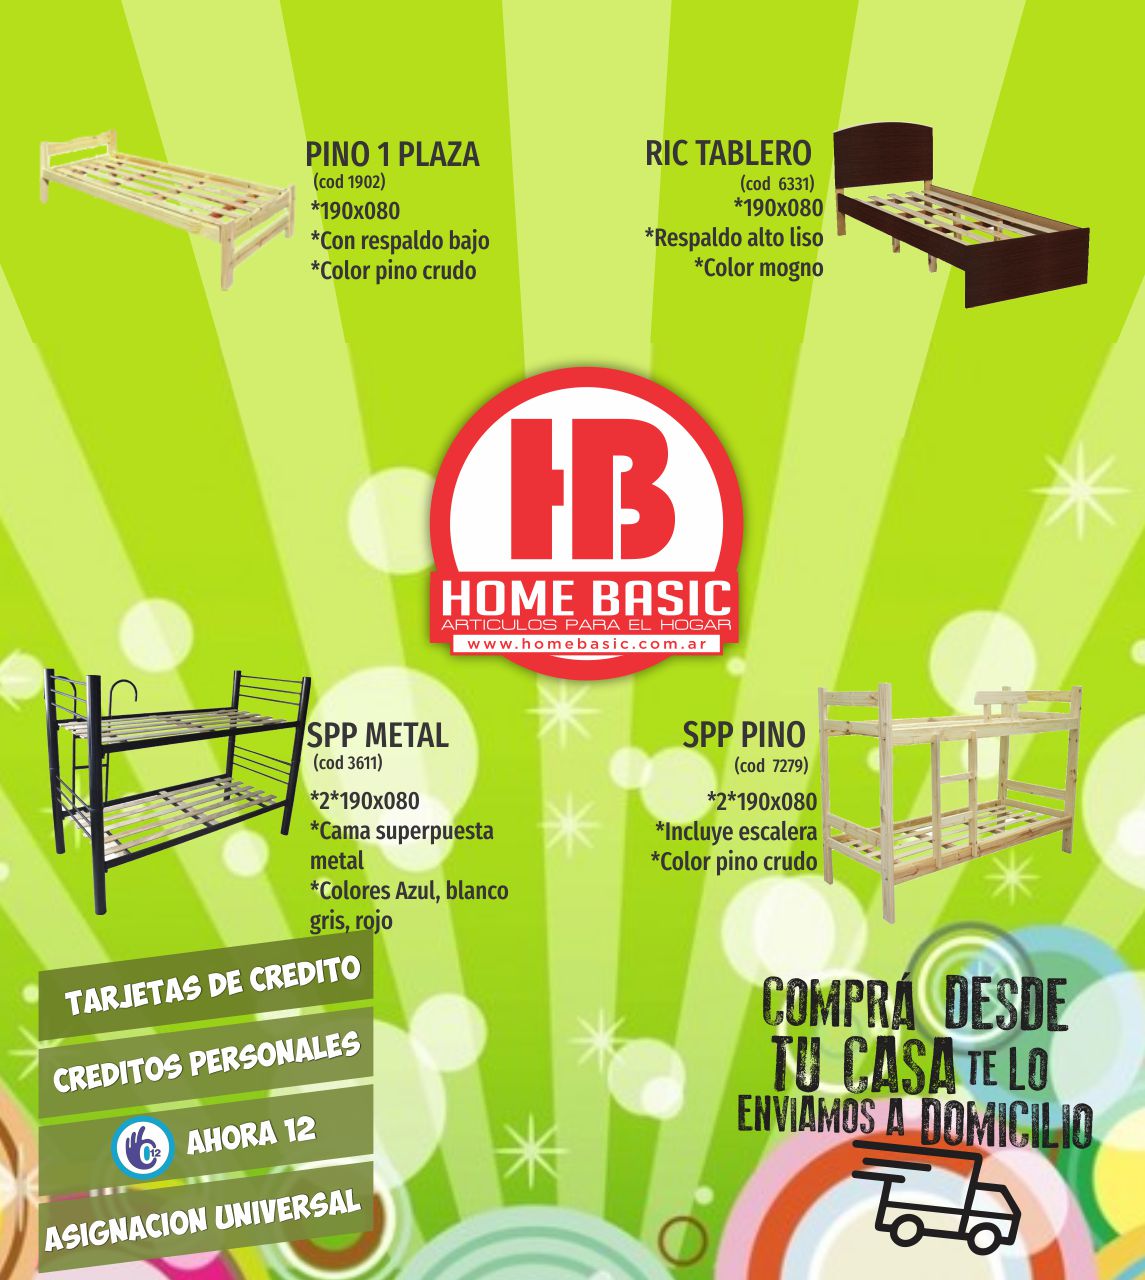 PINO 1 PLAZA
(cod 1902)
*190x080
*Con respaldo bajo
*Color pino crudo
RIC TABLERO
(cod 6331)
*190x080
*Respaldo alto liso
*Color mogno
HB
HOME BASIC
ARTICULOS PARA EL HOGAR
www.homebasic.com.ar
SPP METAL
(cod 3611)
*2*190x080
*Cama superpuesta
metal
*Colores Azul, blanco
gris, rojo
SPP PINO
(cod 7279)
*2*190x080
*Incluye escalera
*Color pino crudo
TARJETAS DE CREDITO
CREDITOS PERSONALES
12 AHORA 12
ASIGNACION UNIVERSAL
COMPRÁ DESDE
TU CASA TE LO
ENVIAMOS A DOMICILIO